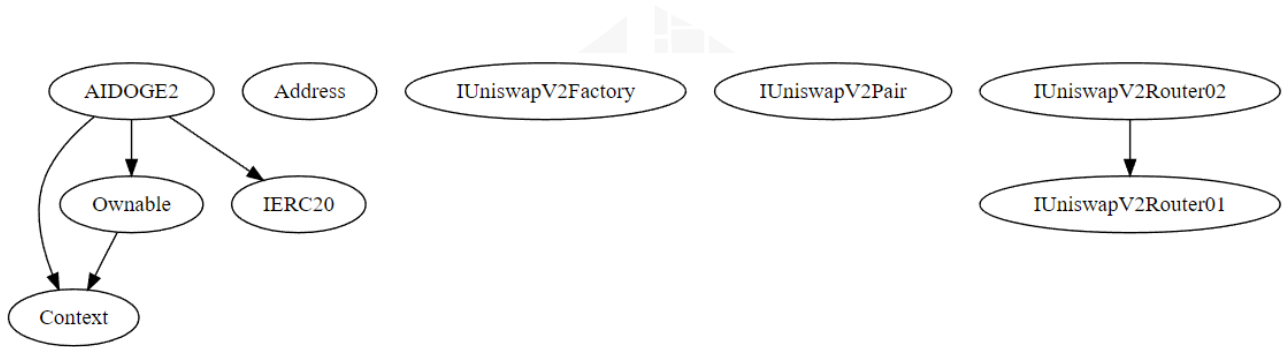 AIDOGE2
Address
IUniswapV2Factory
IUniswapV2Pair
IUniswapV2Router02
Ownable
IERC20
IUniswapV2Router01
Context